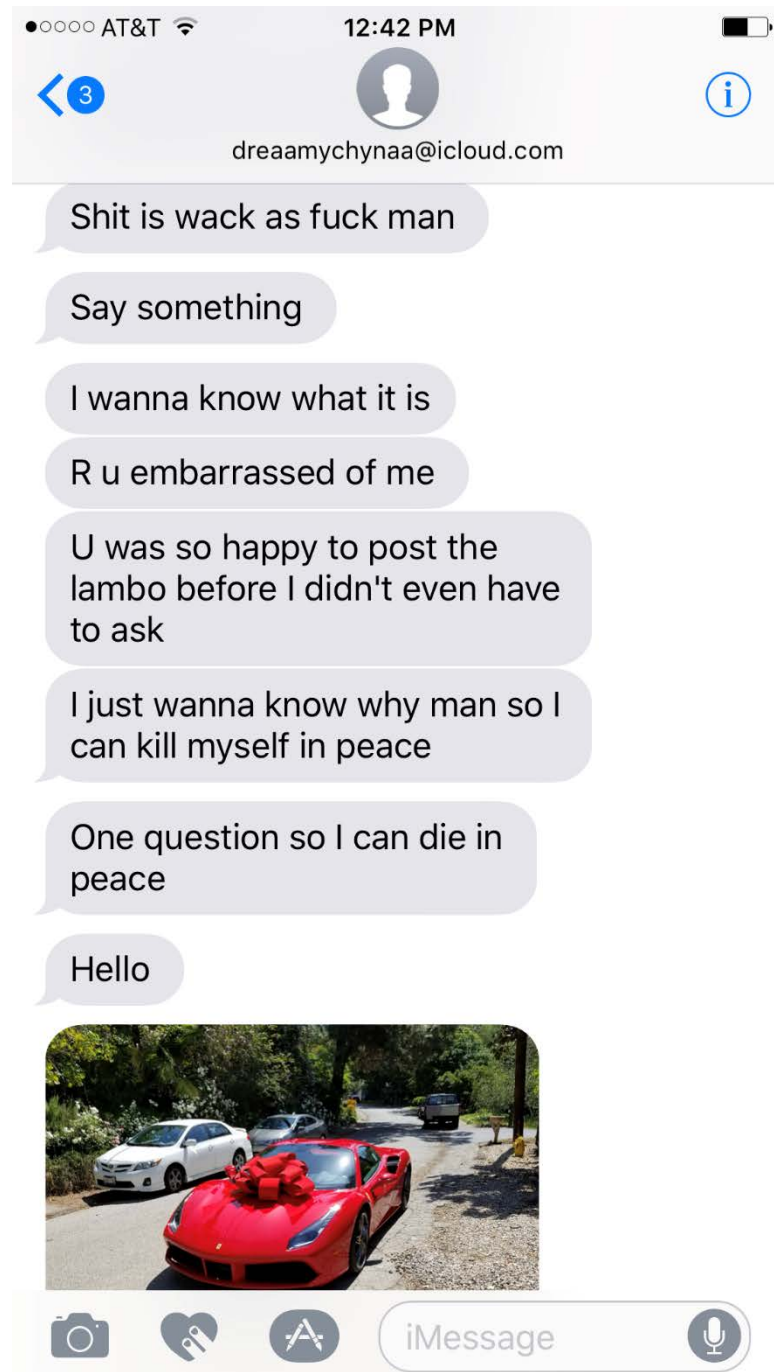 AT&T 12:42 PM
3
dreaamychynaa@icloud.com
Shit is wack as fuck man
Say something
I wanna know what it is
R u embarrassed of me
U was so happy to post the
lambo before I didn't even have
to ask
I just wanna know why man so I
can kill myself in peace
One question so I can die in
peace
Hello
iMessage